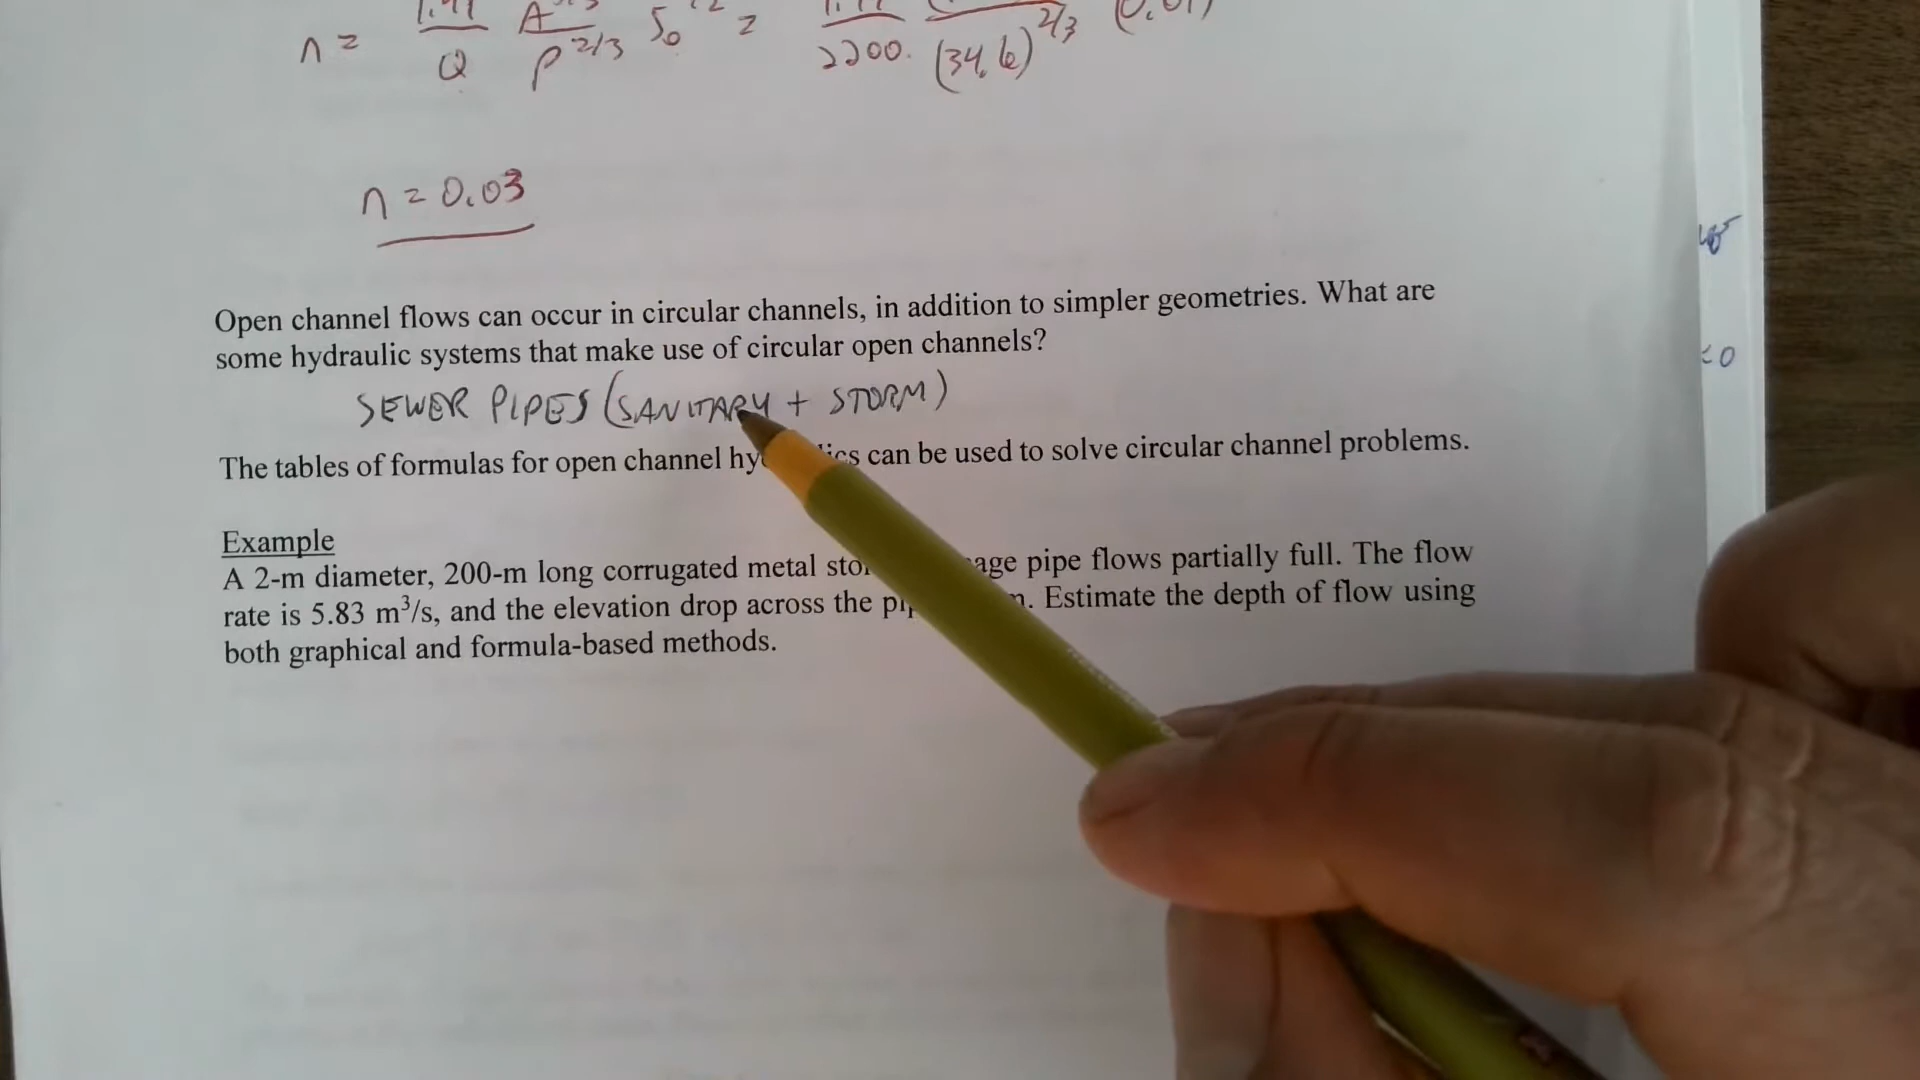 n = 1.49/Q A/P^2/3 S₀ = 2200. (34.6)^2/3
n = 0.03
Open channel flows can occur in circular channels, in addition to simpler geometries. What are
some hydraulic systems that make use of circular open channels?
SEWER PIPES (SANITARY + STORM)
The tables of formulas for open channel hy ics can be used to solve circular channel problems.
Example
A 2-m diameter, 200-m long corrugated metal sto age pipe flows partially full. The flow
rate is 5.83 m³/s, and the elevation drop across the pi n. Estimate the depth of flow using
both graphical and formula-based methods.